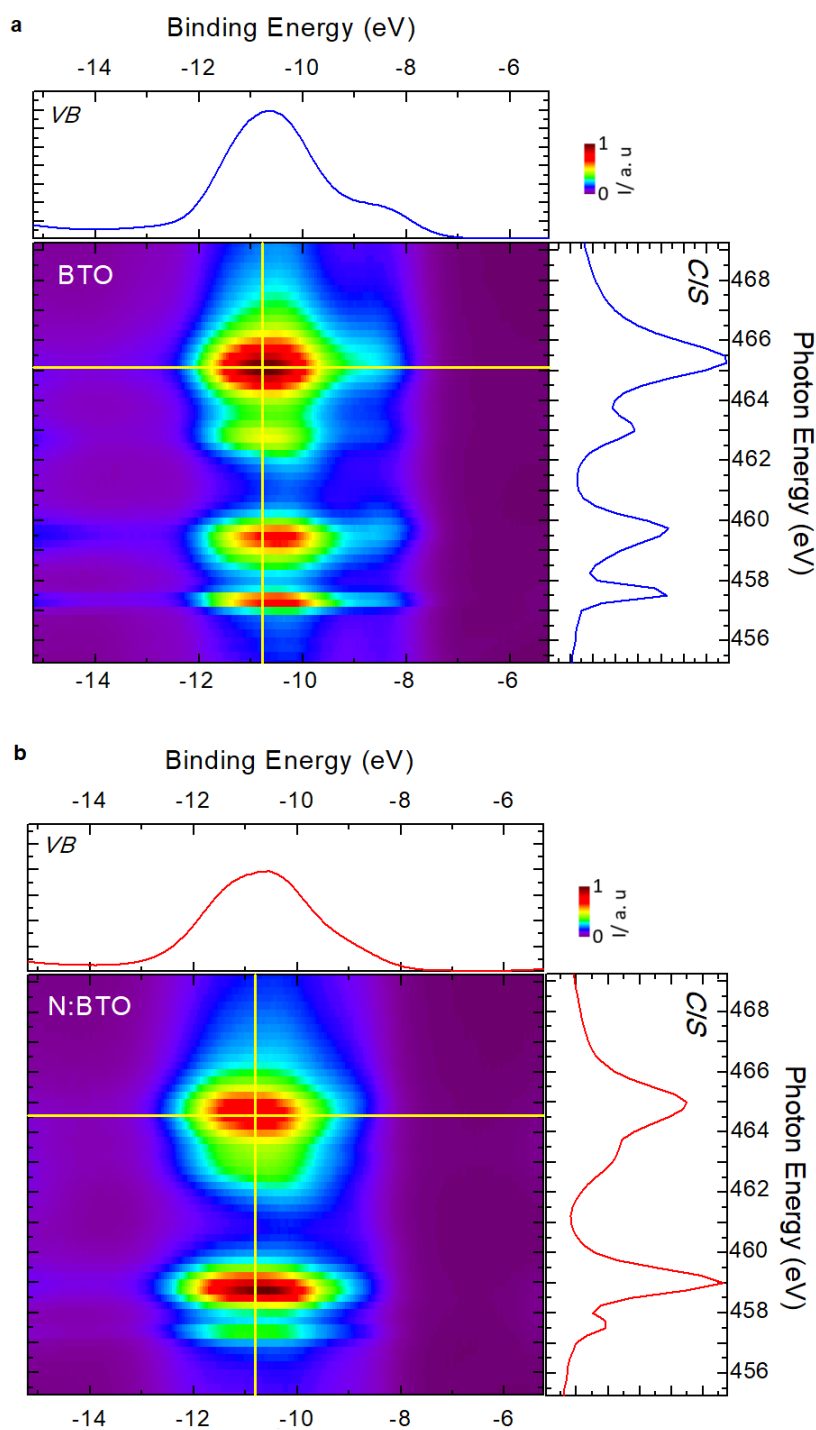 a
Binding Energy (eV)
-14 -12 -10 -8 -6
VB
1
0
I/ a. u
BTO
CIS
468
466
464
462
460
458
456
Photon Energy (eV)
-14 -12 -10 -8 -6
b
Binding Energy (eV)
-14 -12 -10 -8 -6
VB
1
0
I/ a. u
N:BTO
CIS
468
466
464
462
460
458
456
Photon Energy (eV)
-14 -12 -10 -8 -6